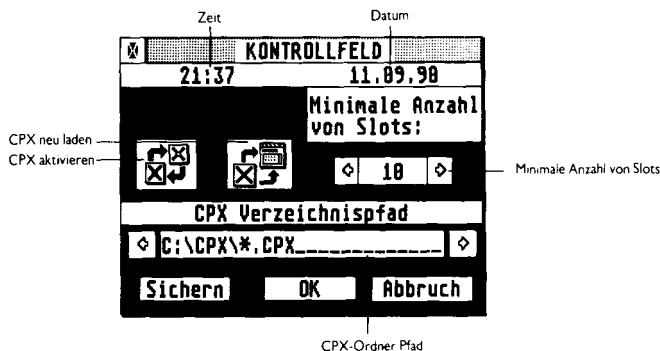 Zeit
Datum
KONTROLLFELD
21:37
11.09.90
Minimale Anzahl
von Slots:
CPX neu laden
CPX aktivieren
10
Minimale Anzahl von Slots
CPX Verzeichnispfad
C:\CPX\*.CPX_______________
Sichern
OK
Abbruch
CPX-Ordner Pfad